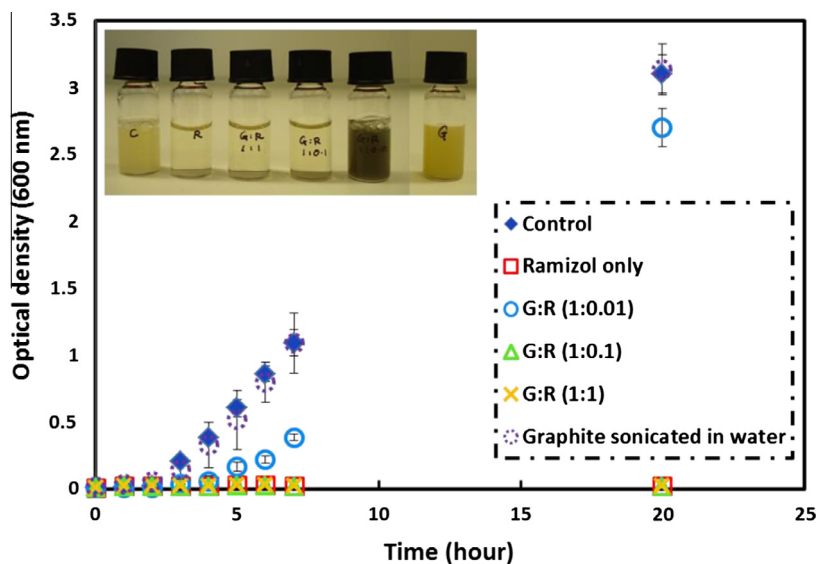 3.5
3
2.5
2
1.5
1
0.5
0
Optical density (600 nm)
C
R
G:R
1:1
G:R
1:0.1
G:R
G
Control
Ramizol only
G:R (1:0.01)
G:R (1:0.1)
G:R (1:1)
Graphite sonicated in water
0
5
10
15
20
25
Time (hour)